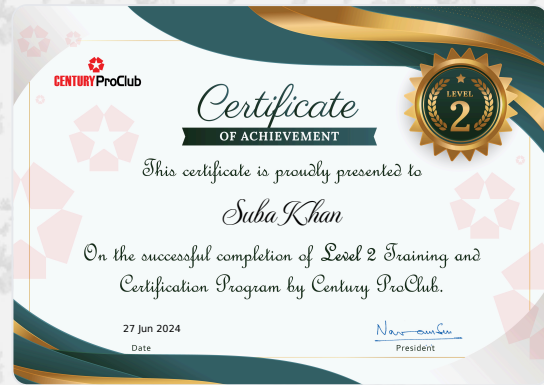 CENTURY ProClub
LEVEL
2
Certificate
OF ACHIEVEMENT
This certificate is proudly presented to
Suba Khan
On the successful completion of Level 2 Training and
Certification Program by Century ProClub.
27 Jun 2024
Date
President